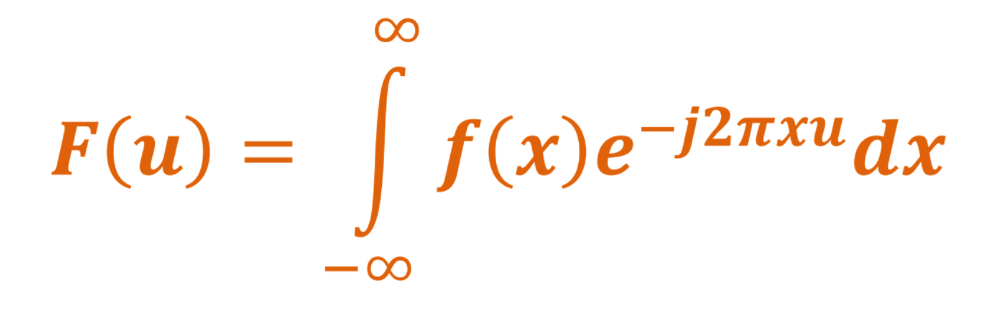 F(u) = ∫_{-∞}^{∞} f(x)e^{-j2πxu}dx